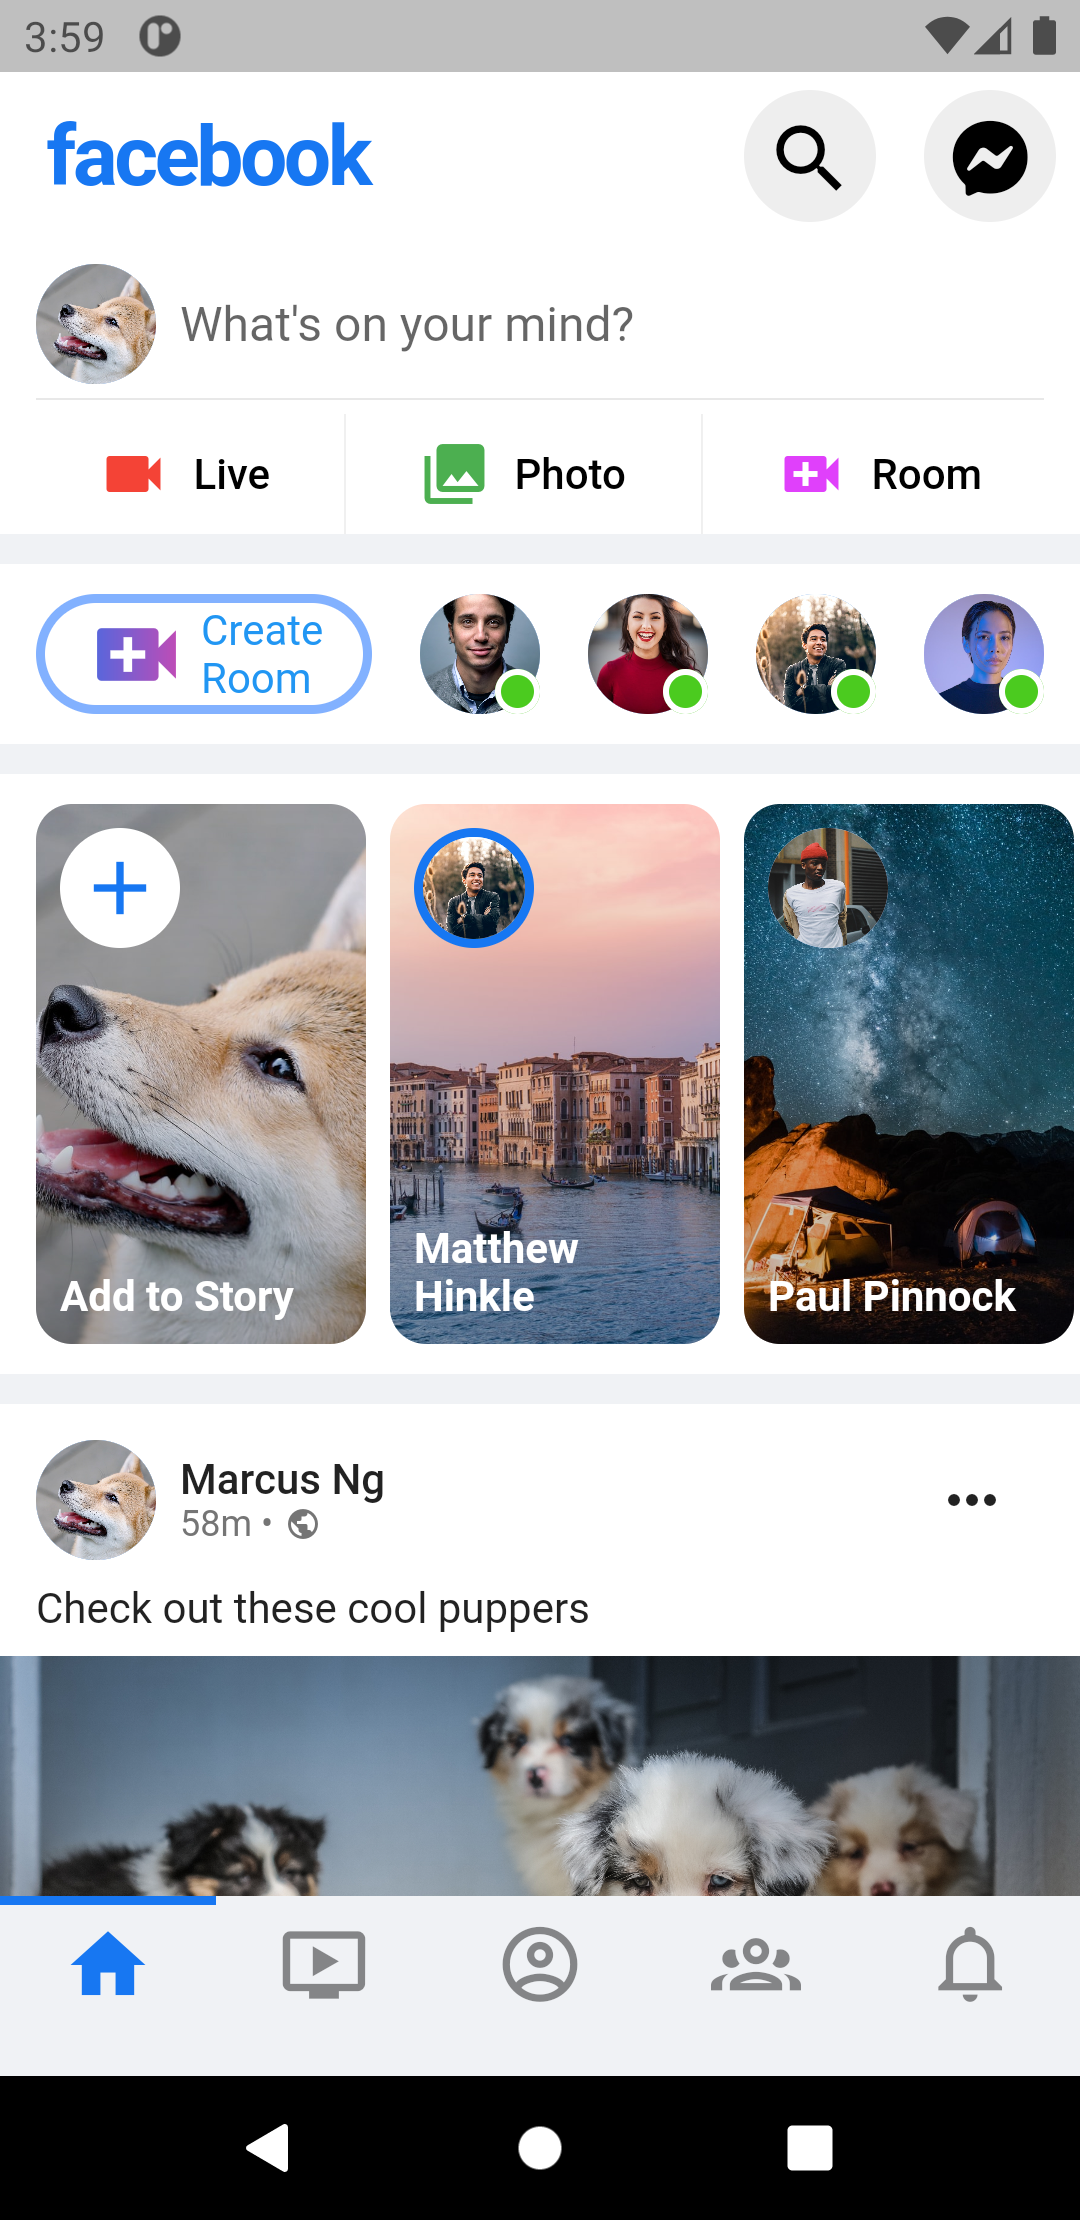 3:59
facebook
What's on your mind?
Live
Photo
Room
Create
Room
Add to Story
Matthew
Hinkle
Paul Pinnock
Marcus Ng
58m •
Check out these cool puppers